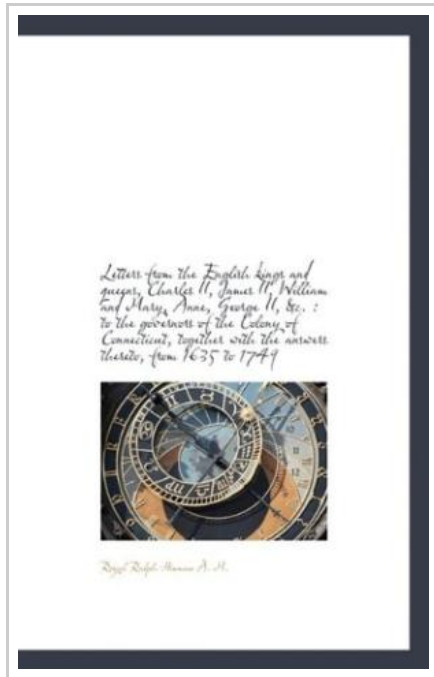 Letters from the English kings and
queens, Charles II, James II, William
and Mary, Anne, George II, &c. :
to the governors of the Colony of
Connecticut, together with the answers
thereto, from 1635 to 1749
Ralph